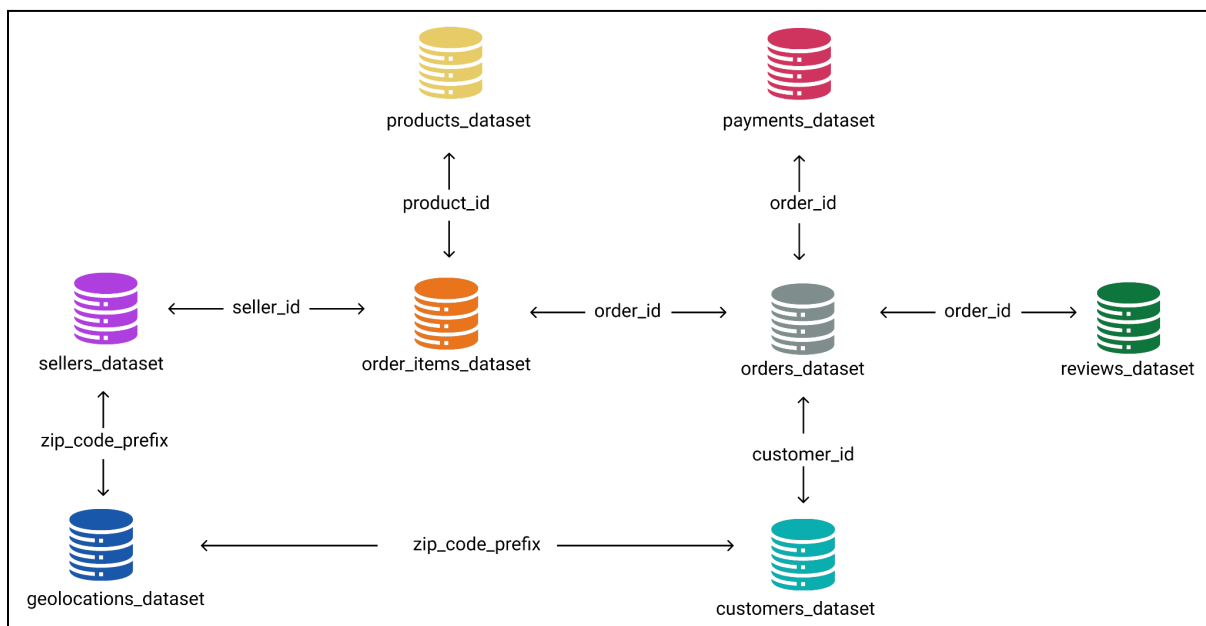 products_dataset
payments_dataset
product_id
order_id
seller_id
order_id
order_id
sellers_dataset
order_items_dataset
orders_dataset
reviews_dataset
zip_code_prefix
customer_id
zip_code_prefix
geolocations_dataset
customers_dataset